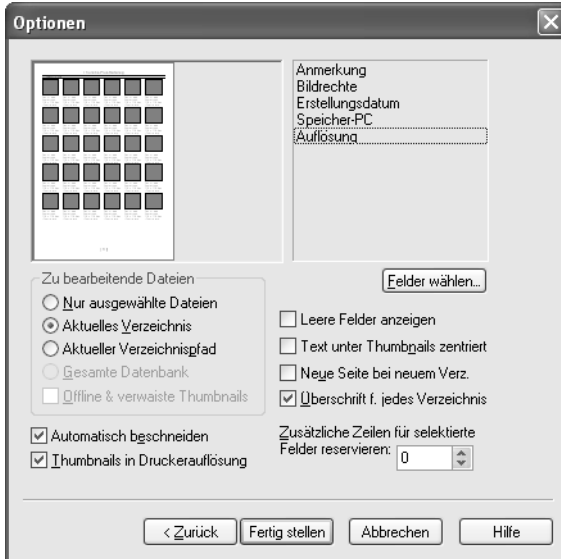 Optionen
Anmerkung
Bildrechte
Erstellungsdatum
Speicher-PC
Auflösung
Felder wählen...
Zu bearbeitende Dateien
Nur ausgewählte Dateien
Aktuelles Verzeichnis
Aktueller Verzeichnispfad
Gesamte Datenbank
Offline & verwaiste Thumbnails
Leere Felder anzeigen
Text unter Thumbnails zentriert
Neue Seite bei neuem Verz.
Überschrift f. jedes Verzeichnis
Automatisch beschneiden
Thumbnails in Druckerauflösung
Zusätzliche Zeilen für selektierte
Felder reservieren: 0
< Zurück Fertig stellen Abbrechen Hilfe